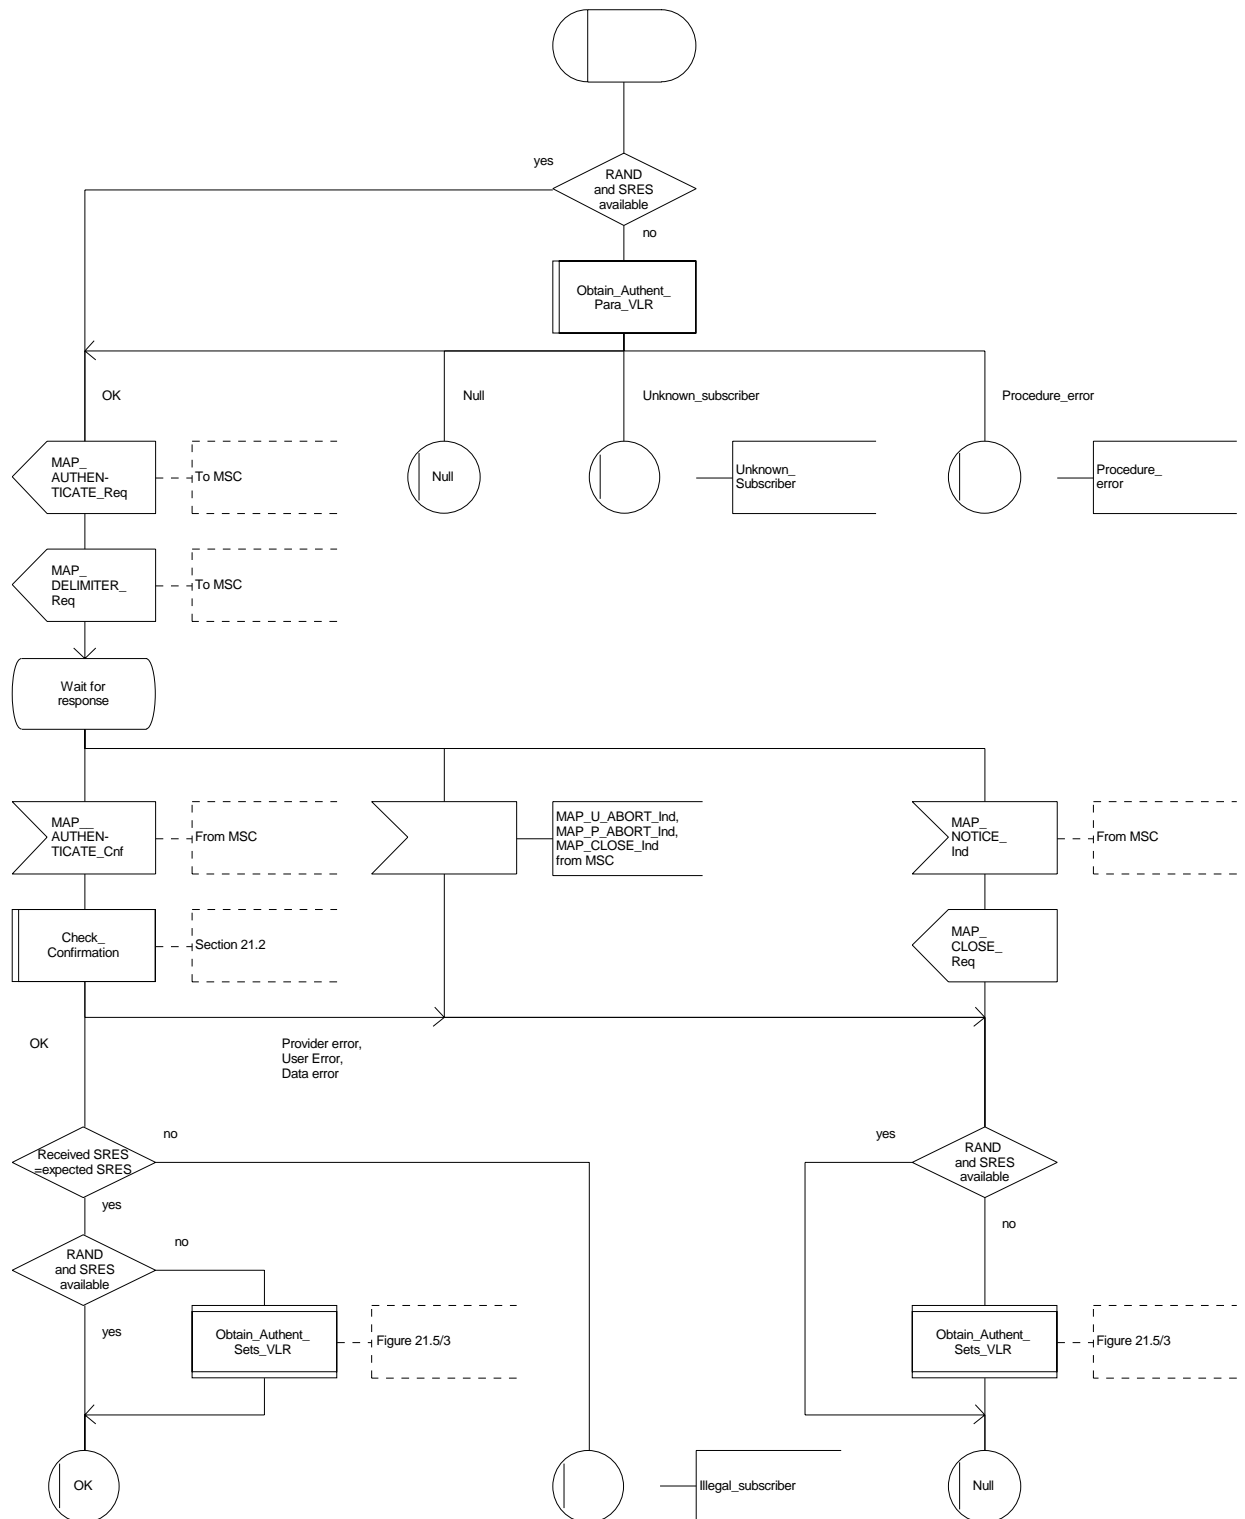 yes
RAND
and SRES
available
no
Obtain_Authent_
Para_VLR
OK
Null
Unknown_subscriber
Procedure_error
MAP_
AUTHEN-
TICATE_Req
To MSC
Null
Unknown_
Subscriber
Procedure_
error
MAP_
DELIMITER_
Req
To MSC
Wait for
response
MAP__
AUTHEN-
TICATE_Cnf
From MSC
MAP_U_ABORT_Ind,
MAP_P_ABORT_Ind,
MAP_CLOSE_Ind
from MSC
MAP_
NOTICE_
Ind
From MSC
Check_
Confirmation
Section 21.2
MAP_
CLOSE_
Req
OK
Provider error,
User Error,
Data error
Received SRES
=expected SRES
no
yes
yes
RAND
and SRES
available
no
RAND
and SRES
available
no
yes
Obtain_Authent_
Sets_VLR
Figure 21.5/3
Obtain_Authent_
Sets_VLR
Figure 21.5/3
OK
Illegal_subscriber
Null